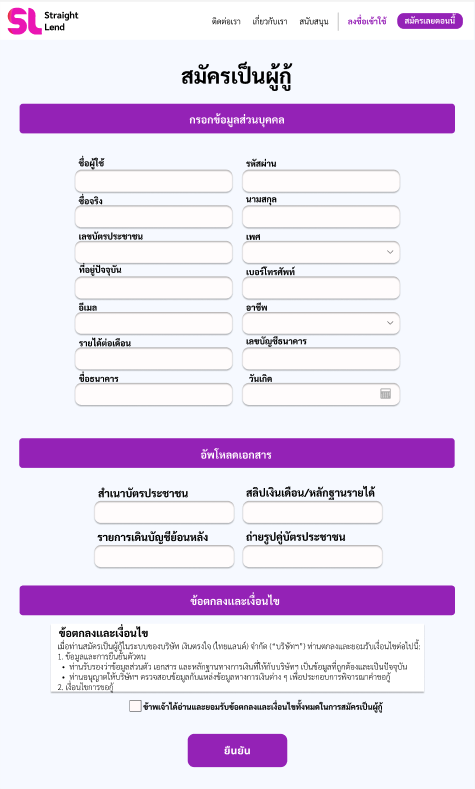 SL Straight
Lend
ติดต่อเรา เกี่ยวกับเรา สนับสนุน ลงชื่อเข้าใช้ สมัครเลยตอนนี้
สมัครเป็นผู้กู้
กรอกข้อมูลส่วนบุคคล
ชื่อผู้ใช้ รหัสผ่าน
ชื่อจริง นามสกุล
เลขบัตรประชาชน เพศ
ที่อยู่ปัจจุบัน เบอร์โทรศัพท์
อีเมล อาชีพ
รายได้ต่อเดือน เลขบัญชีธนาคาร
ชื่อธนาคาร วันเกิด
อัพโหลดเอกสาร
สำเนาบัตรประชาชน สลิปเงินเดือน/หลักฐานรายได้
รายการเดินบัญชีย้อนหลัง ถ่ายรูปคู่บัตรประชาชน
ข้อตกลงและเงื่อนไข
ข้อตกลงและเงื่อนไข
เมื่อท่านสมัครเป็นผู้กู้ในระบบของบริษัท เงินตรงใจ (ไทยแลนด์) จำกัด ("บริษัทฯ") ท่านตกลงและยอมรับเงื่อนไขต่อไปนี้:
1. ข้อมูลและการยืนยันตัวตน
• ท่านรับรองว่าข้อมูลส่วนตัว เอกสาร และหลักฐานทางการเงินที่ให้กับบริษัทฯ เป็นข้อมูลที่ถูกต้องและเป็นปัจจุบัน
• ท่านอนุญาตให้บริษัทฯ ตรวจสอบข้อมูลกับแหล่งข้อมูลทางการเงินต่าง ๆ เพื่อประกอบการพิจารณาคำขอกู้
2. เงื่อนไขการขอกู้
ข้าพเจ้าได้อ่านและยอมรับข้อตกลงและเงื่อนไขทั้งหมดในการสมัครเป็นผู้กู้
ยืนยัน